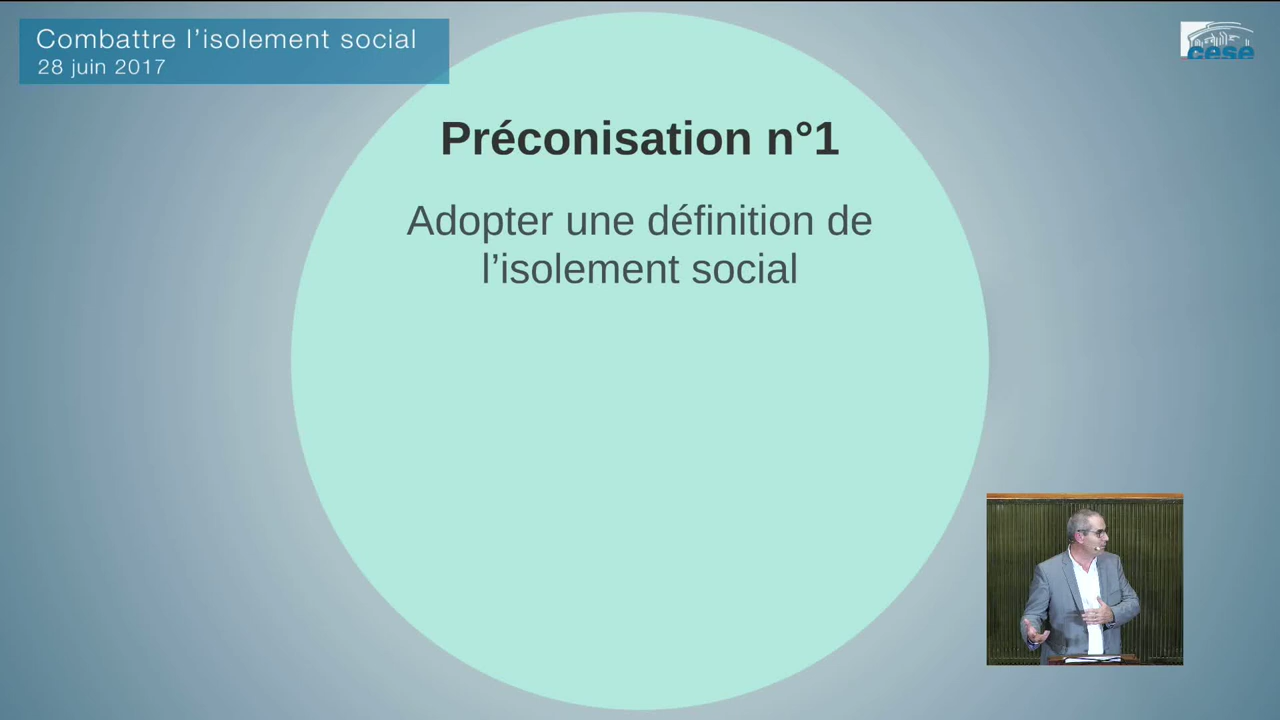 Combattre l’isolement social
28 juin 2017
cese
Préconisation n°1
Adopter une définition de
l’isolement social